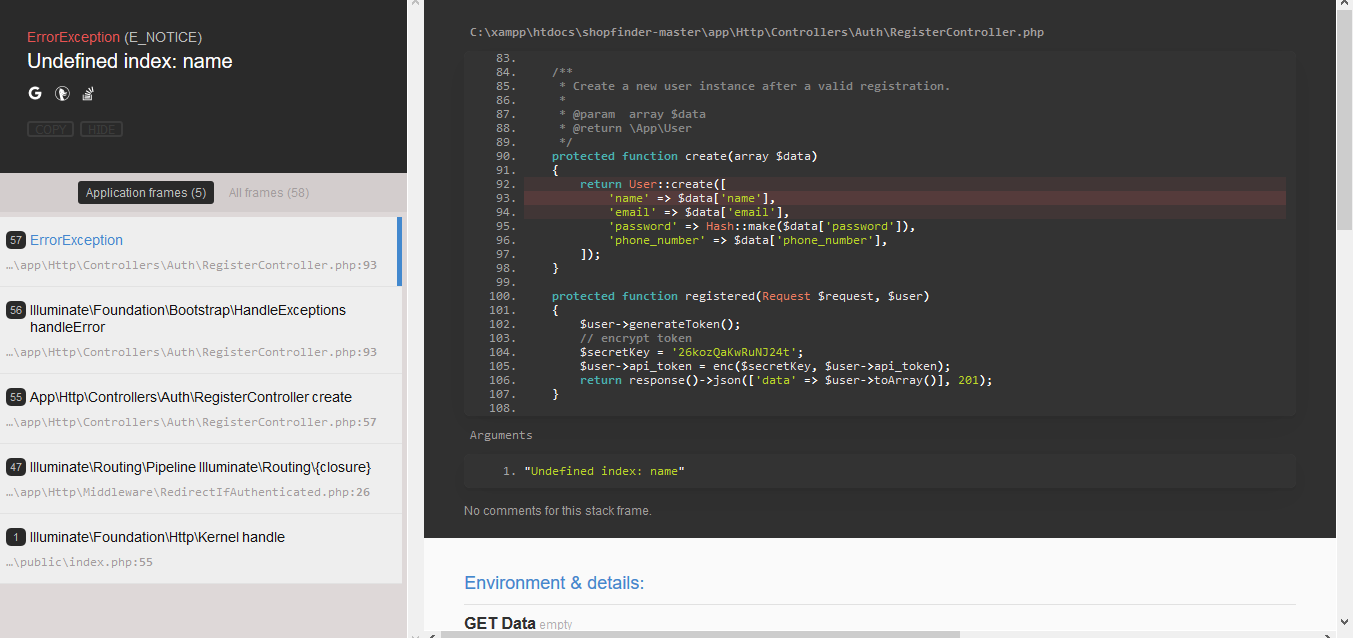 ErrorException (E_NOTICE)
Undefined index: name
COPY HIDE
Application frames (5) All frames (58)
57 ErrorException
…\app\Http\Controllers\Auth\RegisterController.php:93
56 Illuminate\Foundation\Bootstrap\HandleExceptions
handleError
…\app\Http\Controllers\Auth\RegisterController.php:93
55 App\Http\Controllers\Auth\RegisterController create
…\app\Http\Controllers\Auth\RegisterController.php:57
47 Illuminate\Routing\Pipeline Illuminate\Routing\{closure}
…\app\Http\Middleware\RedirectIfAuthenticated.php:26
1 Illuminate\Foundation\Http\Kernel handle
…\public\index.php:55
C:\xampp\htdocs\shopfinder-master\app\Http\Controllers\Auth\RegisterController.php
83.
84.     /**
85.      * Create a new user instance after a valid registration.
86.      *
87.      * @param  array $data
88.      * @return \App\User
89.      */
90.     protected function create(array $data)
91.     {
92.         return User::create([
93.             'name' => $data['name'],
94.             'email' => $data['email'],
95.             'password' => Hash::make($data['password']),
96.             'phone_number' => $data['phone_number'],
97.         ]);
98.     }
99.
100.     protected function registered(Request $request, $user)
101.     {
102.         $user->generateToken();
103.         // encrypt token
104.         $secretKey = '26kozQaKwRuNJ24t';
105.         $user->api_token = enc($secretKey, $user->api_token);
106.         return response()->json(['data' => $user->toArray()], 201);
107.     }
108.
Arguments
1. "Undefined index: name"
No comments for this stack frame.
Environment & details:
GET Data empty